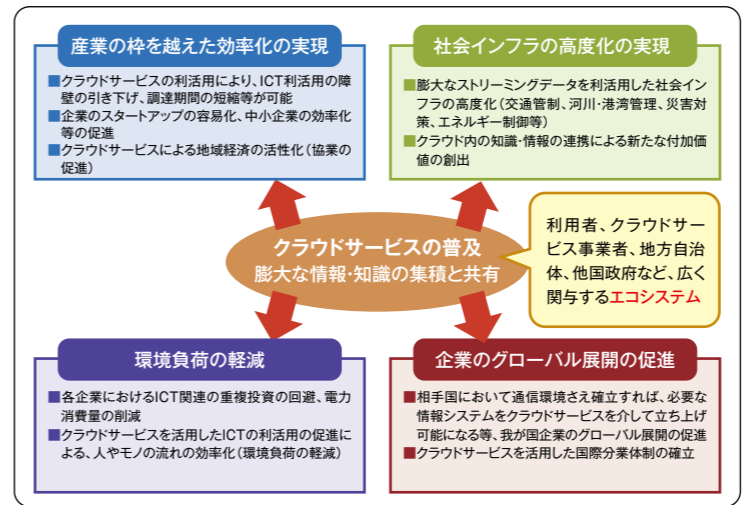 産業の枠を越えた効率化の実現
■クラウドサービスの利活用により、ICT利活用の障
壁の引き下げ、調達期間の短縮等が可能
■企業のスタートアップの容易化、中小企業の効率化
等の促進
■クラウドサービスによる地域経済の活性化（協業の
促進）
社会インフラの高度化の実現
■膨大なストリーミングデータを利活用した社会イン
フラの高度化（交通管制、河川・港湾管理、災害対
策、エネルギー制御等）
■クラウド内の知識・情報の連携による新たな付加価
値の創出
クラウドサービスの普及
膨大な情報・知識の集積と共有
利用者、クラウドサー
ビス事業者、地方自治
体、他国政府など、広く
関与するエコシステム
環境負荷の軽減
■各企業におけるICT関連の重複投資の回避、電力
消費量の削減
■クラウドサービスを活用したICTの利活用の促進に
よる、人やモノの流れの効率化（環境負荷の軽減）
企業のグローバル展開の促進
■相手国において通信環境さえ確立すれば、必要な
情報システムをクラウドサービスを介して立ち上げ
可能になる等、我が国企業のグローバル展開の促進
■クラウドサービスを活用した国際分業体制の確立